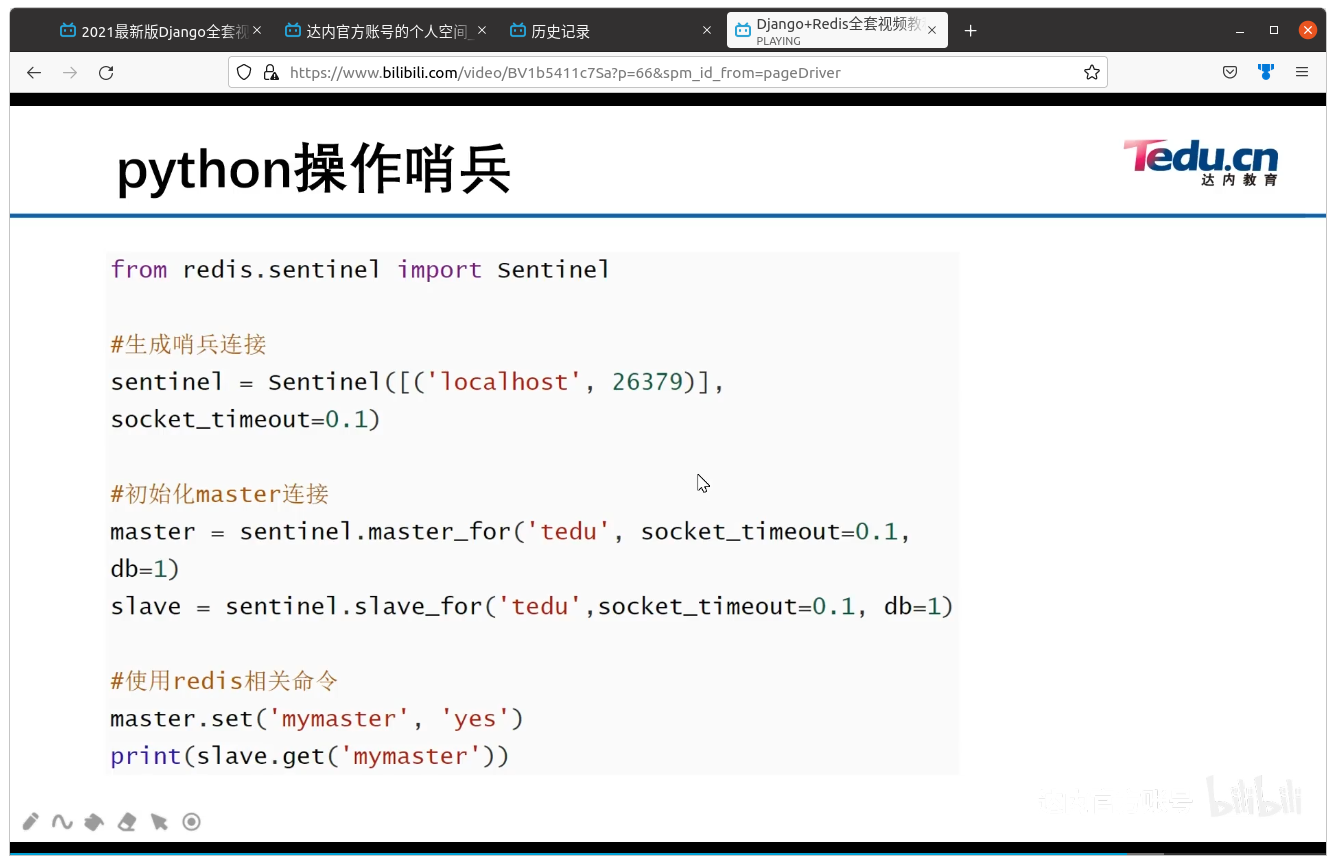 2021最新版Django全套视
达内官方账号的个人空间_
历史记录
Django+Redis全套视频教
PLAYING
https://www.bilibili.com/video/BV1b5411c7Sa?p=66&spm_id_from=pageDriver
python操作哨兵
Tedu.cn
达内教育
from redis.sentinel import Sentinel
#生成哨兵连接
sentinel = Sentinel([('localhost', 26379)],
socket_timeout=0.1)
#初始化master连接
master = sentinel.master_for('tedu', socket_timeout=0.1,
db=1)
slave = sentinel.slave_for('tedu',socket_timeout=0.1, db=1)
#使用redis相关命令
master.set('mymaster', 'yes')
print(slave.get('mymaster'))
bilibili